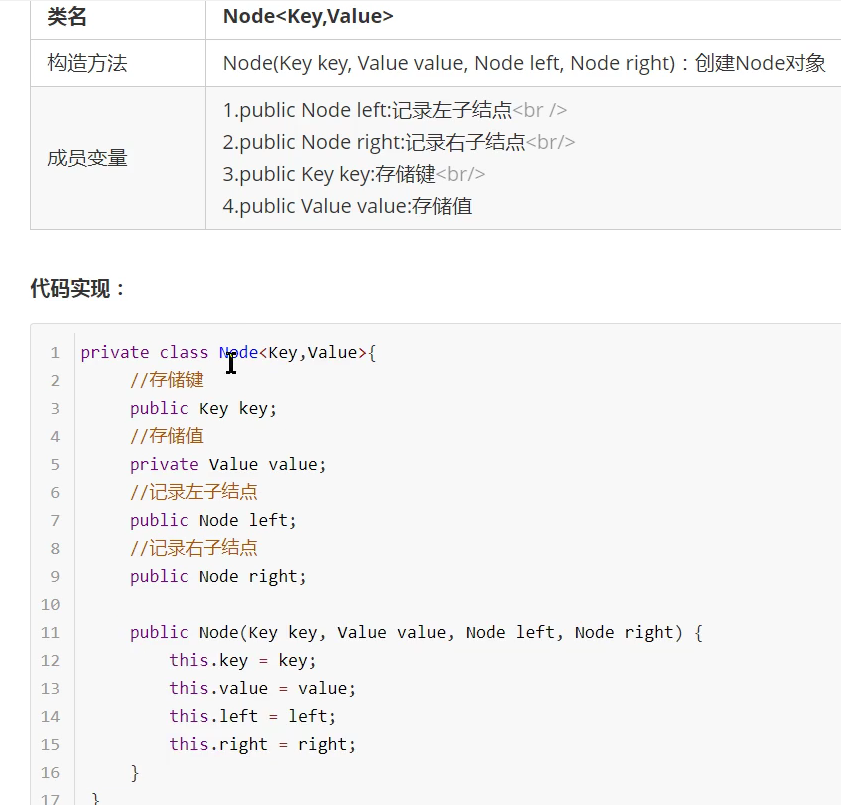 类名 Node<Key,Value>
构造方法 Node(Key key, Value value, Node left, Node right)：创建Node对象
成员变量
1.public Node left:记录左子结点<br />
2.public Node right:记录右子结点<br/>
3.public Key key:存储键<br/>
4.public Value value:存储值
代码实现：
1 private class Node<Key,Value>{
2 //存储键
3 public Key key;
4 //存储值
5 private Value value;
6 //记录左子结点
7 public Node left;
8 //记录右子结点
9 public Node right;
10
11 public Node(Key key, Value value, Node left, Node right) {
12 this.key = key;
13 this.value = value;
14 this.left = left;
15 this.right = right;
16 }
17 }